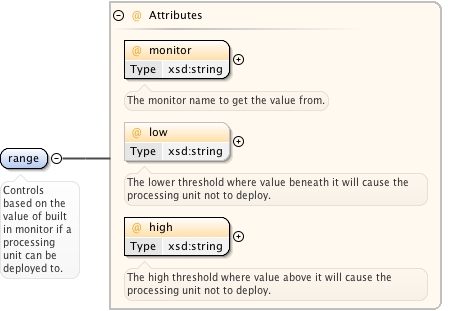 @ Attributes
@ monitor
Type xsd:string
The monitor name to get the value from.
@ low
Type xsd:string
The lower threshold where value beneath it will cause the
processing unit not to deploy.
@ high
Type xsd:string
The high threshold where value above it will cause the
processing unit not to deploy.
range
Controls
based on the
value of built
in monitor if a
processing
unit can be
deployed to.